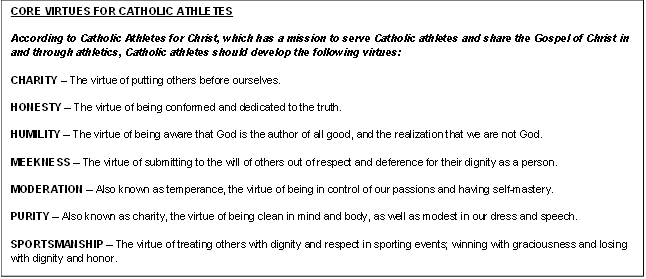 CORE VIRTUES FOR CATHOLIC ATHLETES
According to Catholic Athletes for Christ, which has a mission to serve Catholic athletes and share the Gospel of Christ in
and through athletics, Catholic athletes should develop the following virtues:
CHARITY – The virtue of putting others before ourselves.
HONESTY – The virtue of being conformed and dedicated to the truth.
HUMILITY – The virtue of being aware that God is the author of all good, and the realization that we are not God.
MEEKNESS – The virtue of submitting to the will of others out of respect and deference for their dignity as a person.
MODERATION – Also known as temperance, the virtue of being in control of our passions and having self-mastery.
PURITY – Also known as charity, the virtue of being clean in mind and body, as well as modest in our dress and speech.
SPORTSMANSHIP – The virtue of treating others with dignity and respect in sporting events; winning with graciousness and losing
with dignity and honor.